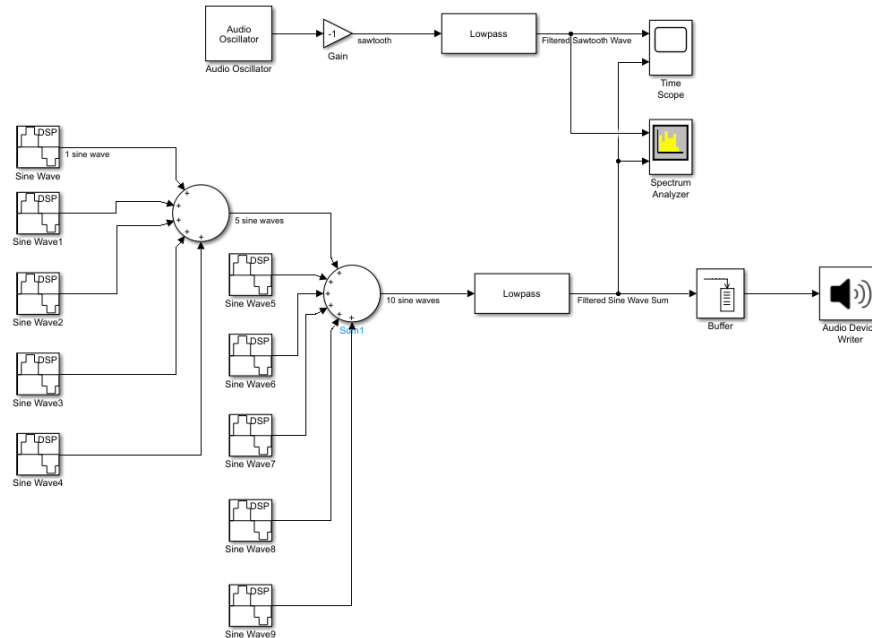 Audio
Oscillator
Audio Oscillator
-1
Gain
sawtooth
Lowpass
Filtered Sawtooth Wave
Time
Scope
DSP
Sine Wave
1 sine wave
Spectrum
Analyzer
DSP
Sine Wave1
+
+
+
+
+
5 sine waves
DSP
Sine Wave2
DSP
Sine Wave5
+
+
+
+
+
+
Sum1
10 sine waves
Lowpass
Filtered Sine Wave Sum
Buffer
Audio Devic
Writer
DSP
Sine Wave3
DSP
Sine Wave6
DSP
Sine Wave4
DSP
Sine Wave7
DSP
Sine Wave8
DSP
Sine Wave9